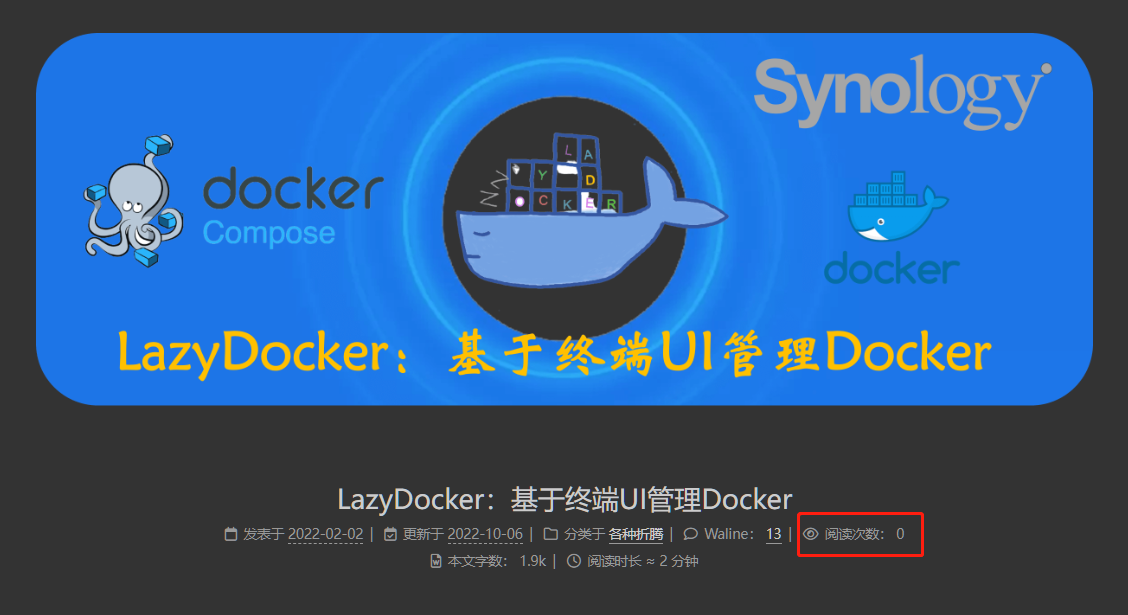 Synology
docker
Compose
L A
Y D
C K E R
docker
LazyDocker：基于终端UI管理Docker
LazyDocker：基于终端UI管理Docker
发表于 2022-02-02 | 更新于 2022-10-06 | 分类于 各种折腾 | Waline： 13 | 阅读次数： 0
本文字数： 1.9k | 阅读时长 ≈ 2 分钟